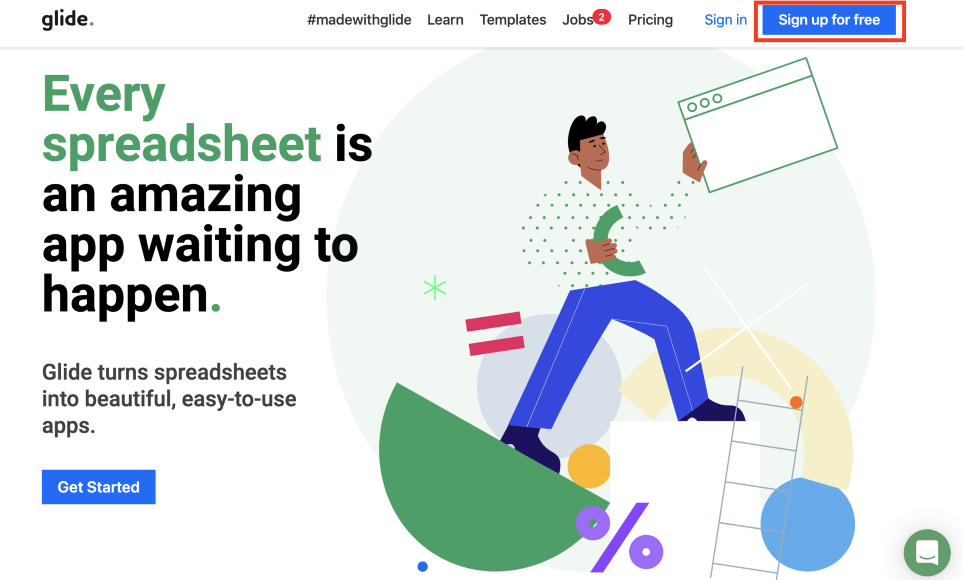 glide.
#madewithglide Learn Templates Jobs 2 Pricing Sign in Sign up for free
Every
spreadsheet is
an amazing
app waiting to
happen.
Glide turns spreadsheets
into beautiful, easy-to-use
apps.
Get Started